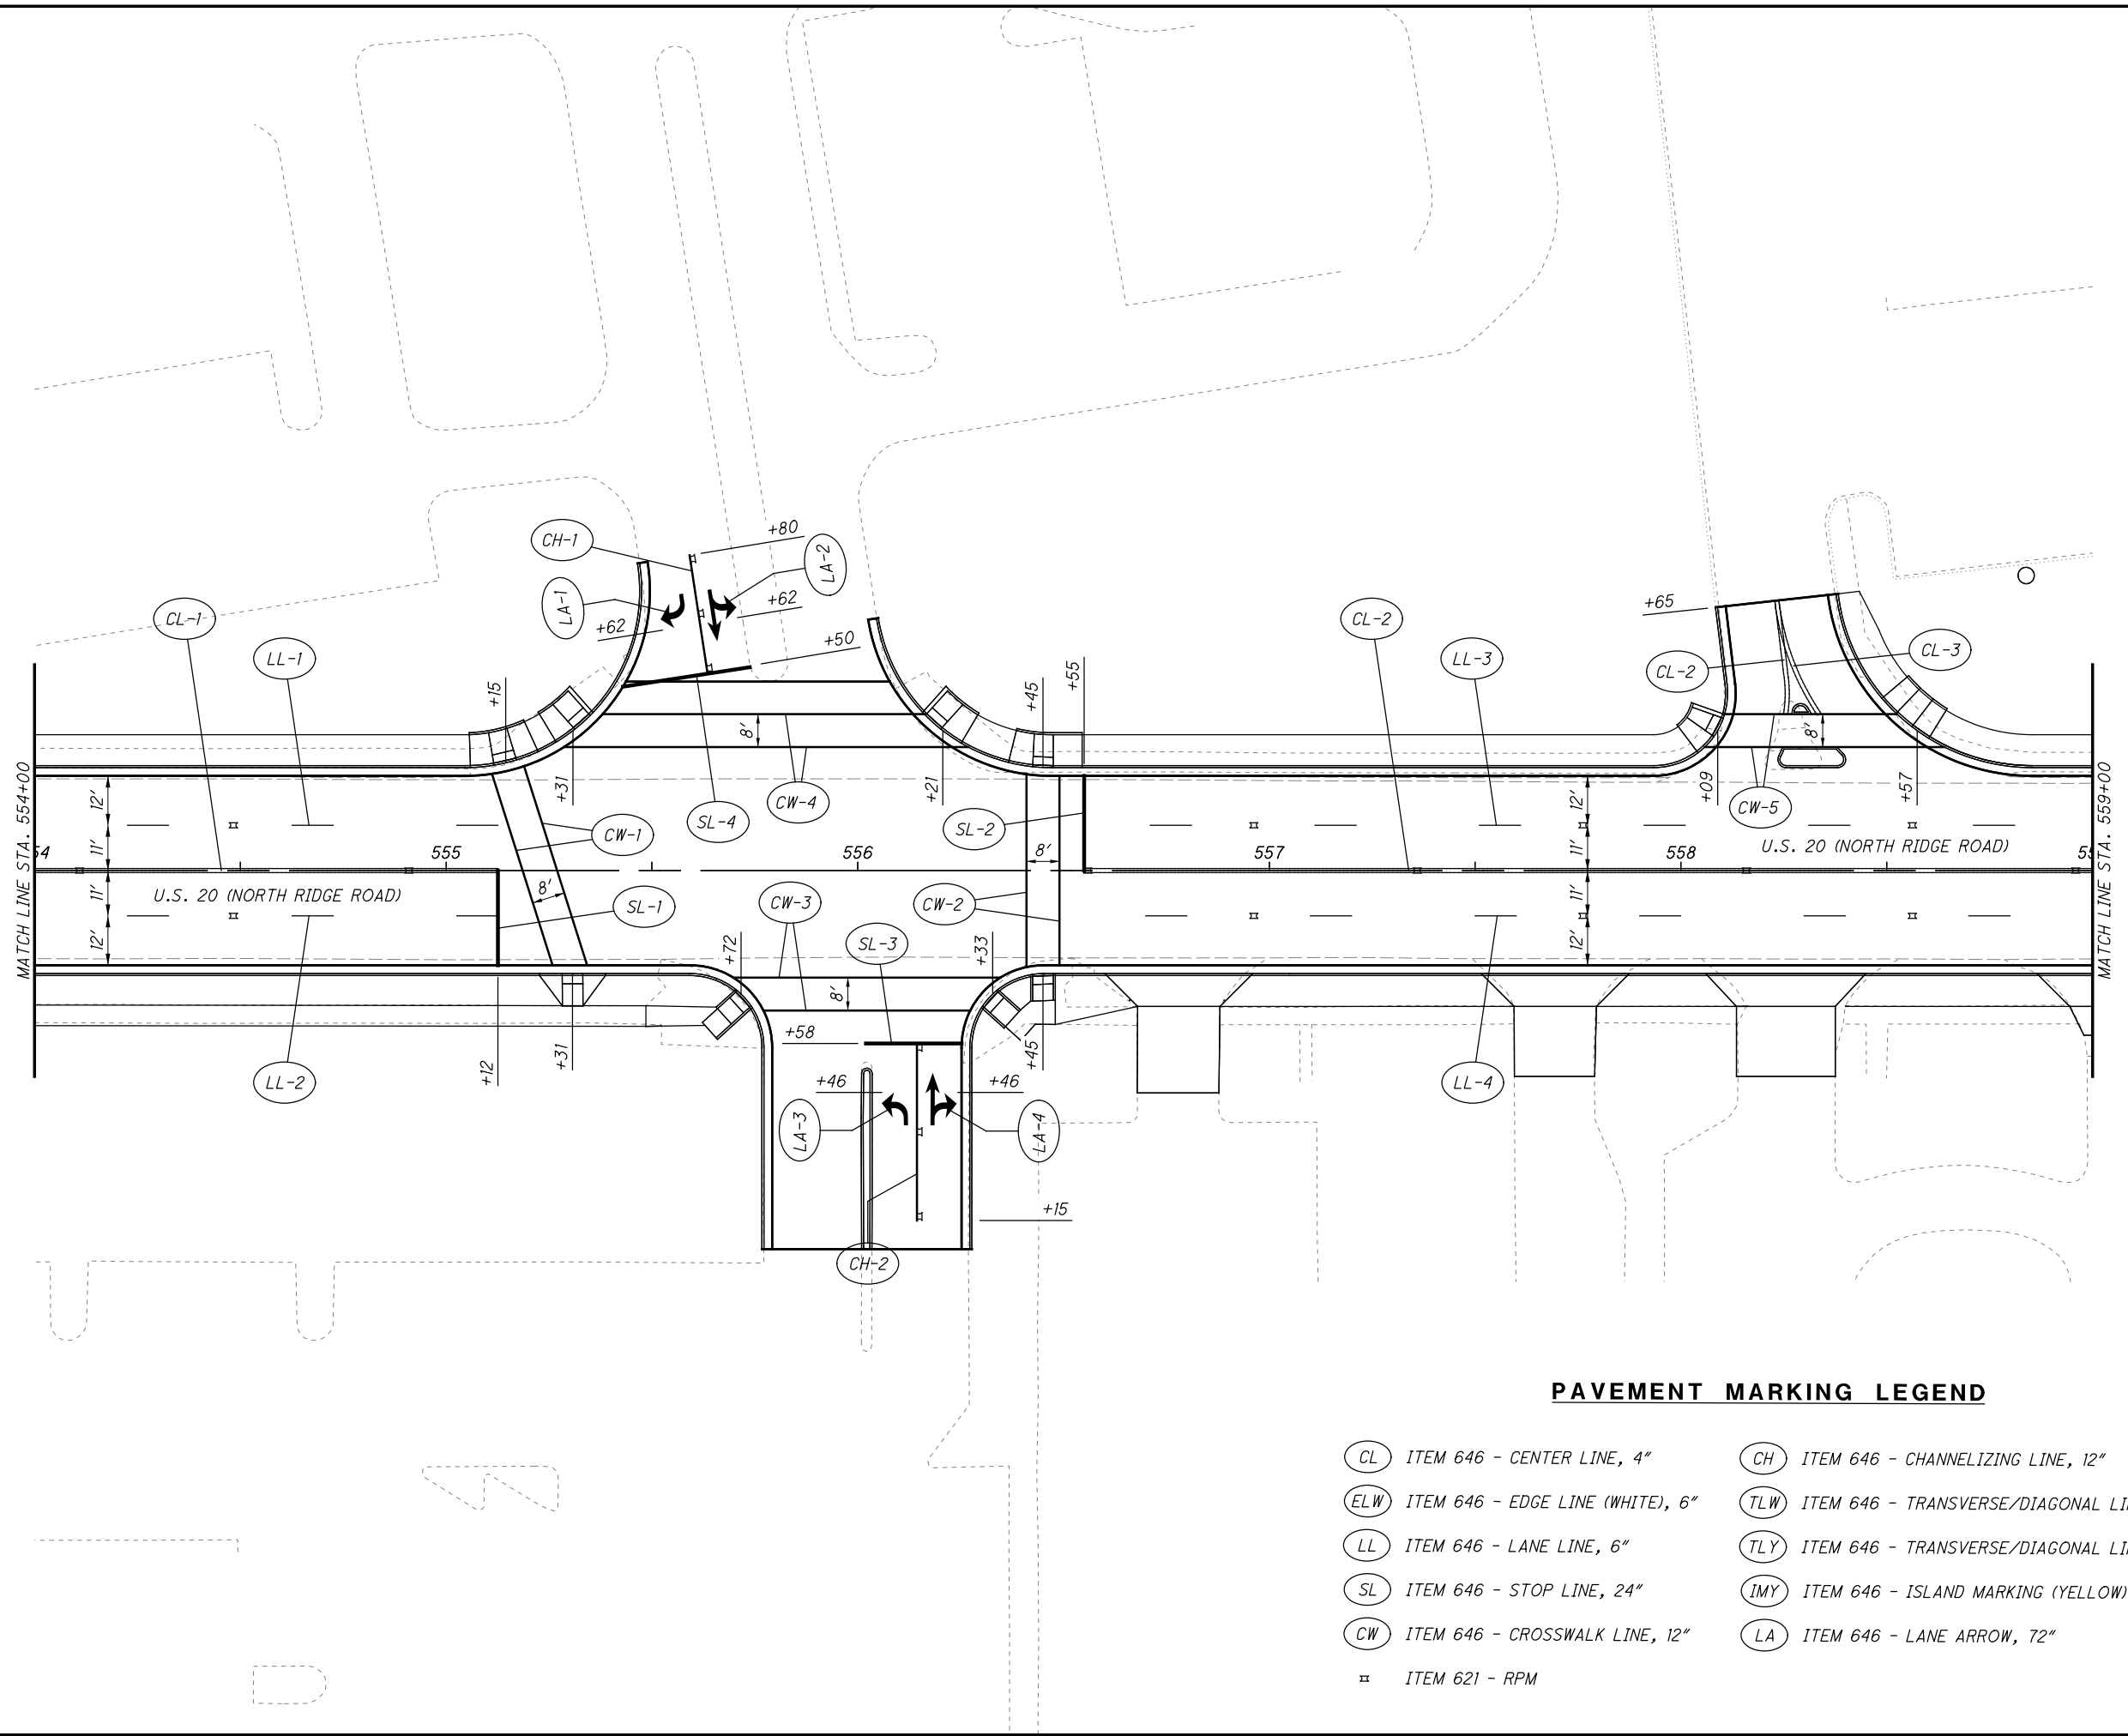 +80
CH-1
LA-2
LA-1
+62
+62
+50
CL-1
LL-1
+15
+45
+55
CL-2
LL-3
+65
CL-2
CL-3
8'
8'
+31
CW-4
+21
+09
CW-5
+57
MATCH LINE STA. 554+00
12'
SL-4
SL-2
12'
MATCH LINE STA. 559+00
CW-1
11'
555
556
8'
557
11'
558
U.S. 20 (NORTH RIDGE ROAD)
U.S. 20 (NORTH RIDGE ROAD)
11'
8'
SL-1
CW-3
CW-2
11'
12'
+72
SL-3
+33
12'
8'
+58
+12
+31
+45
LL-2
+46
+46
LL-4
LA-3
LA-4
+15
CH-2
PAVEMENT MARKING LEGEND
CL ITEM 646 - CENTER LINE, 4"
CH ITEM 646 - CHANNELIZING LINE, 12"
ELW ITEM 646 - EDGE LINE (WHITE), 6"
TLW ITEM 646 - TRANSVERSE/DIAGONAL
LL ITEM 646 - LANE LINE, 6"
TLY ITEM 646 - TRANSVERSE/DIAGONAL
SL ITEM 646 - STOP LINE, 24"
IMY ITEM 646 - ISLAND MARKING (YELLOW)
CW ITEM 646 - CROSSWALK LINE, 12"
LA ITEM 646 - LANE ARROW, 72"
ITEM 621 - RPM